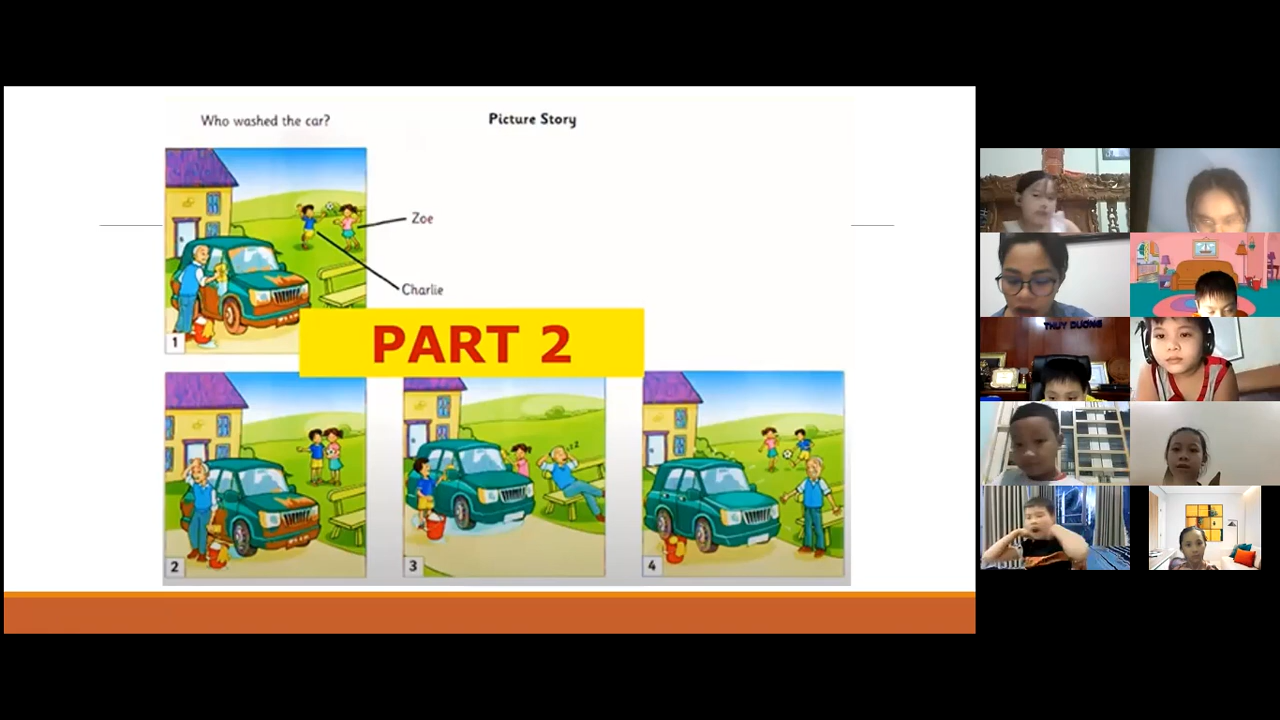 Who washed the car?
Picture Story
Zoe
Charlie
PART 2
1
2
3
4
THUY DUONG